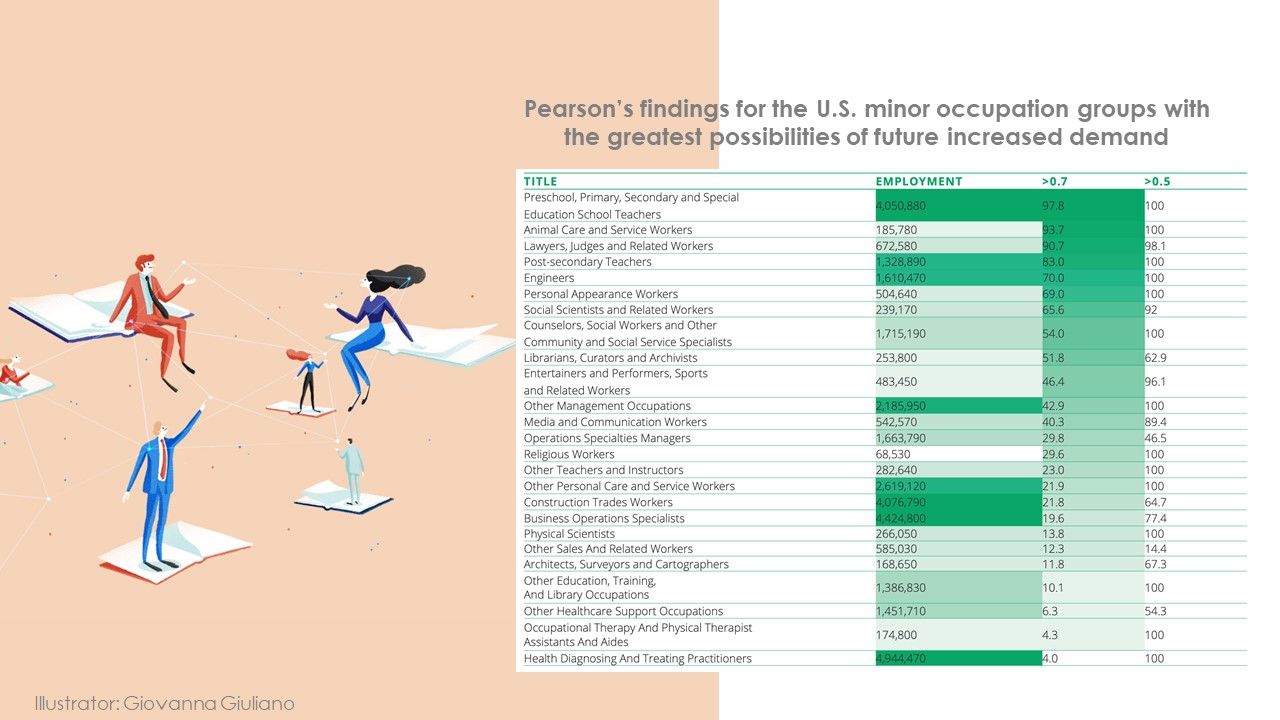 Pearson’s findings for the U.S. minor occupation groups with
the greatest possibilities of future increased demand
TITLE EMPLOYMENT >0.7 >0.5
Preschool, Primary, Secondary and Special
Education School Teachers 4,050,880 97.8 100
Animal Care and Service Workers 185,780 93.7 100
Lawyers, Judges and Related Workers 672,580 90.7 98.1
Post-secondary Teachers 1,328,890 83.0 100
Engineers 1,610,470 70.0 100
Personal Appearance Workers 504,640 69.0 100
Social Scientists and Related Workers 239,170 65.6 92
Counselors, Social Workers and Other
Community and Social Service Specialists 1,715,190 54.0 100
Librarians, Curators and Archivists 253,800 51.8 62.9
Entertainers and Performers, Sports
and Related Workers 483,450 46.4 96.1
Other Management Occupations 2,185,950 42.9 100
Media and Communication Workers 542,570 40.3 89.4
Operations Specialties Managers 1,663,790 29.8 46.5
Religious Workers 68,530 29.6 100
Other Teachers and Instructors 282,640 23.0 100
Other Personal Care and Service Workers 2,619,120 21.9 100
Construction Trades Workers 4,076,790 21.8 64.7
Business Operations Specialists 4,424,800 19.6 77.4
Physical Scientists 266,050 13.8 100
Other Sales And Related Workers 585,030 12.3 14.4
Architects, Surveyors and Cartographers 168,650 11.8 67.3
Other Education, Training,
And Library Occupations 1,386,830 10.1 100
Other Healthcare Support Occupations 1,451,710 6.3 54.3
Occupational Therapy And Physical Therapist
Assistants And Aides 174,800 4.3 100
Health Diagnosing And Treating Practitioners 4,944,470 4.0 100
Illustrator: Giovanna Giuliano